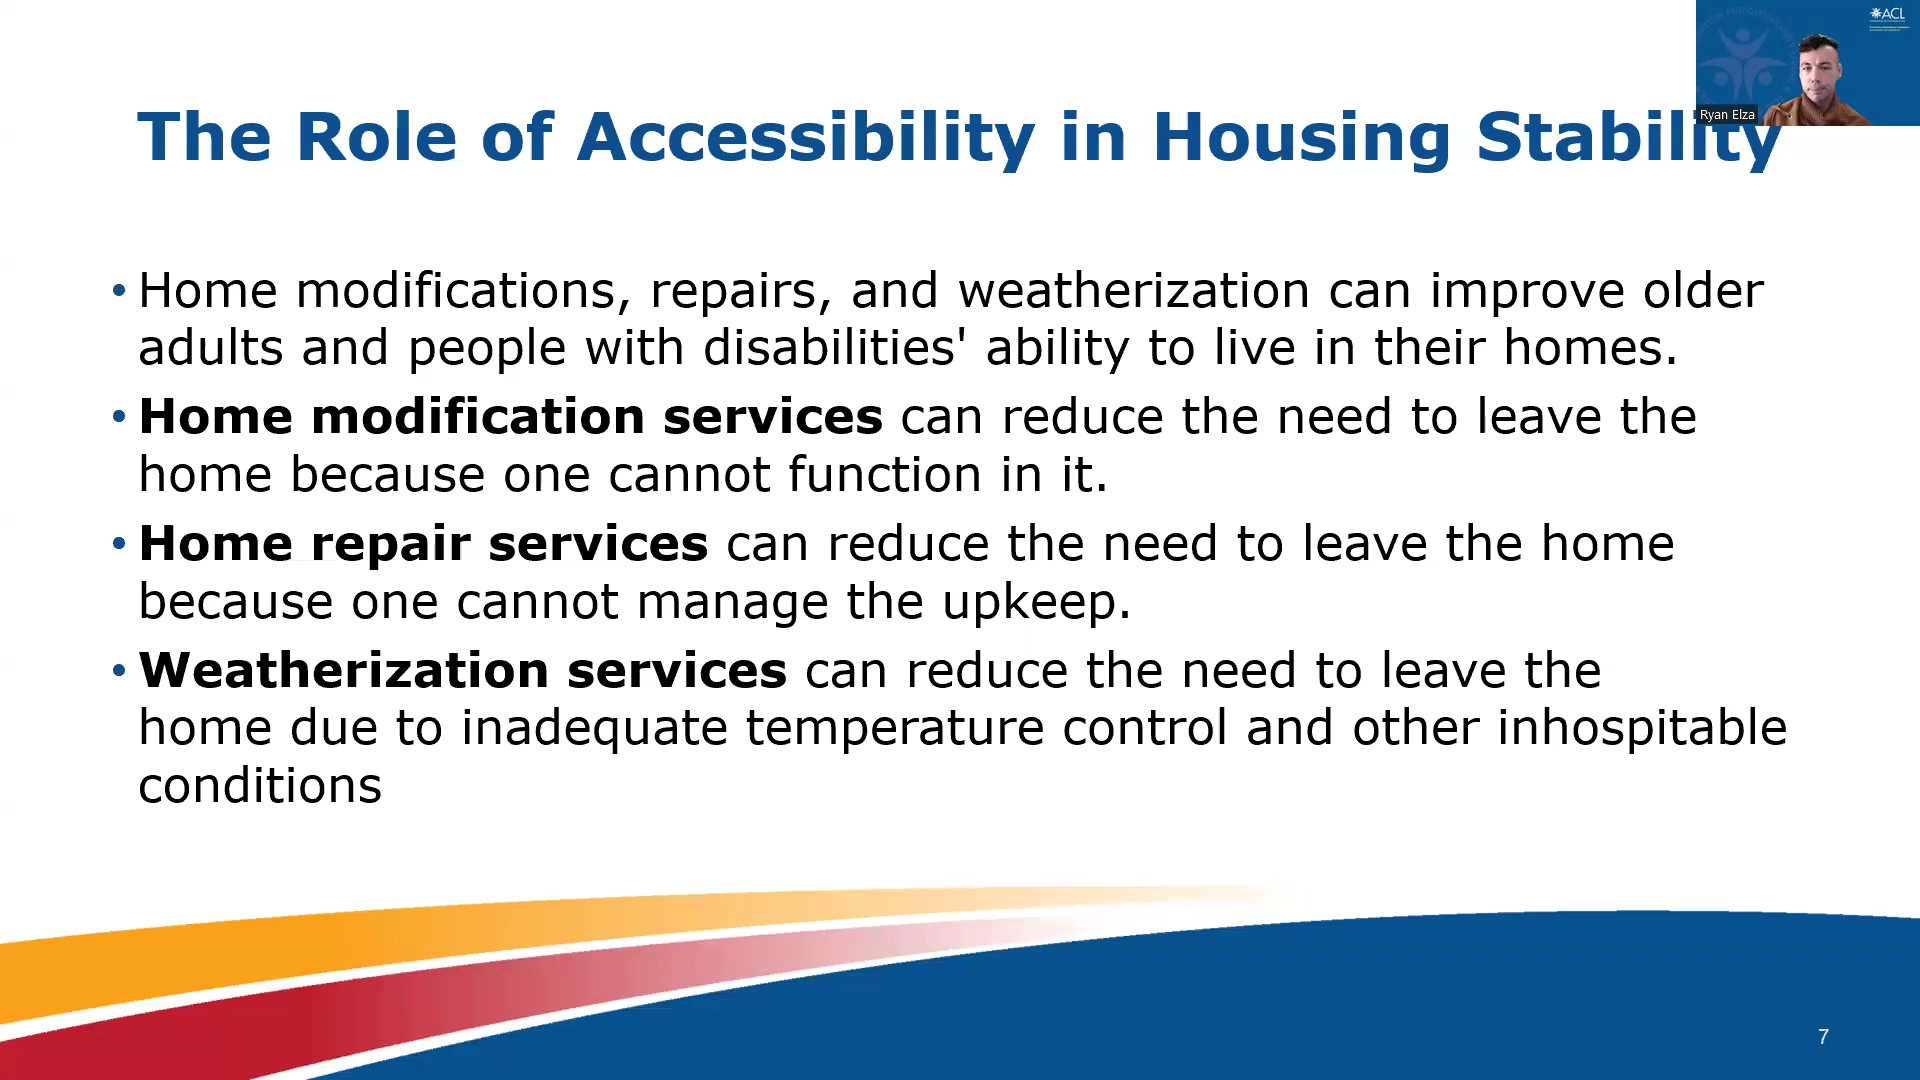 ACL
Ryan Elza
The Role of Accessibility in Housing Stability
• Home modifications, repairs, and weatherization can improve older
adults and people with disabilities' ability to live in their homes.
• Home modification services can reduce the need to leave the
home because one cannot function in it.
• Home repair services can reduce the need to leave the home
because one cannot manage the upkeep.
• Weatherization services can reduce the need to leave the
home due to inadequate temperature control and other inhospitable
conditions
7